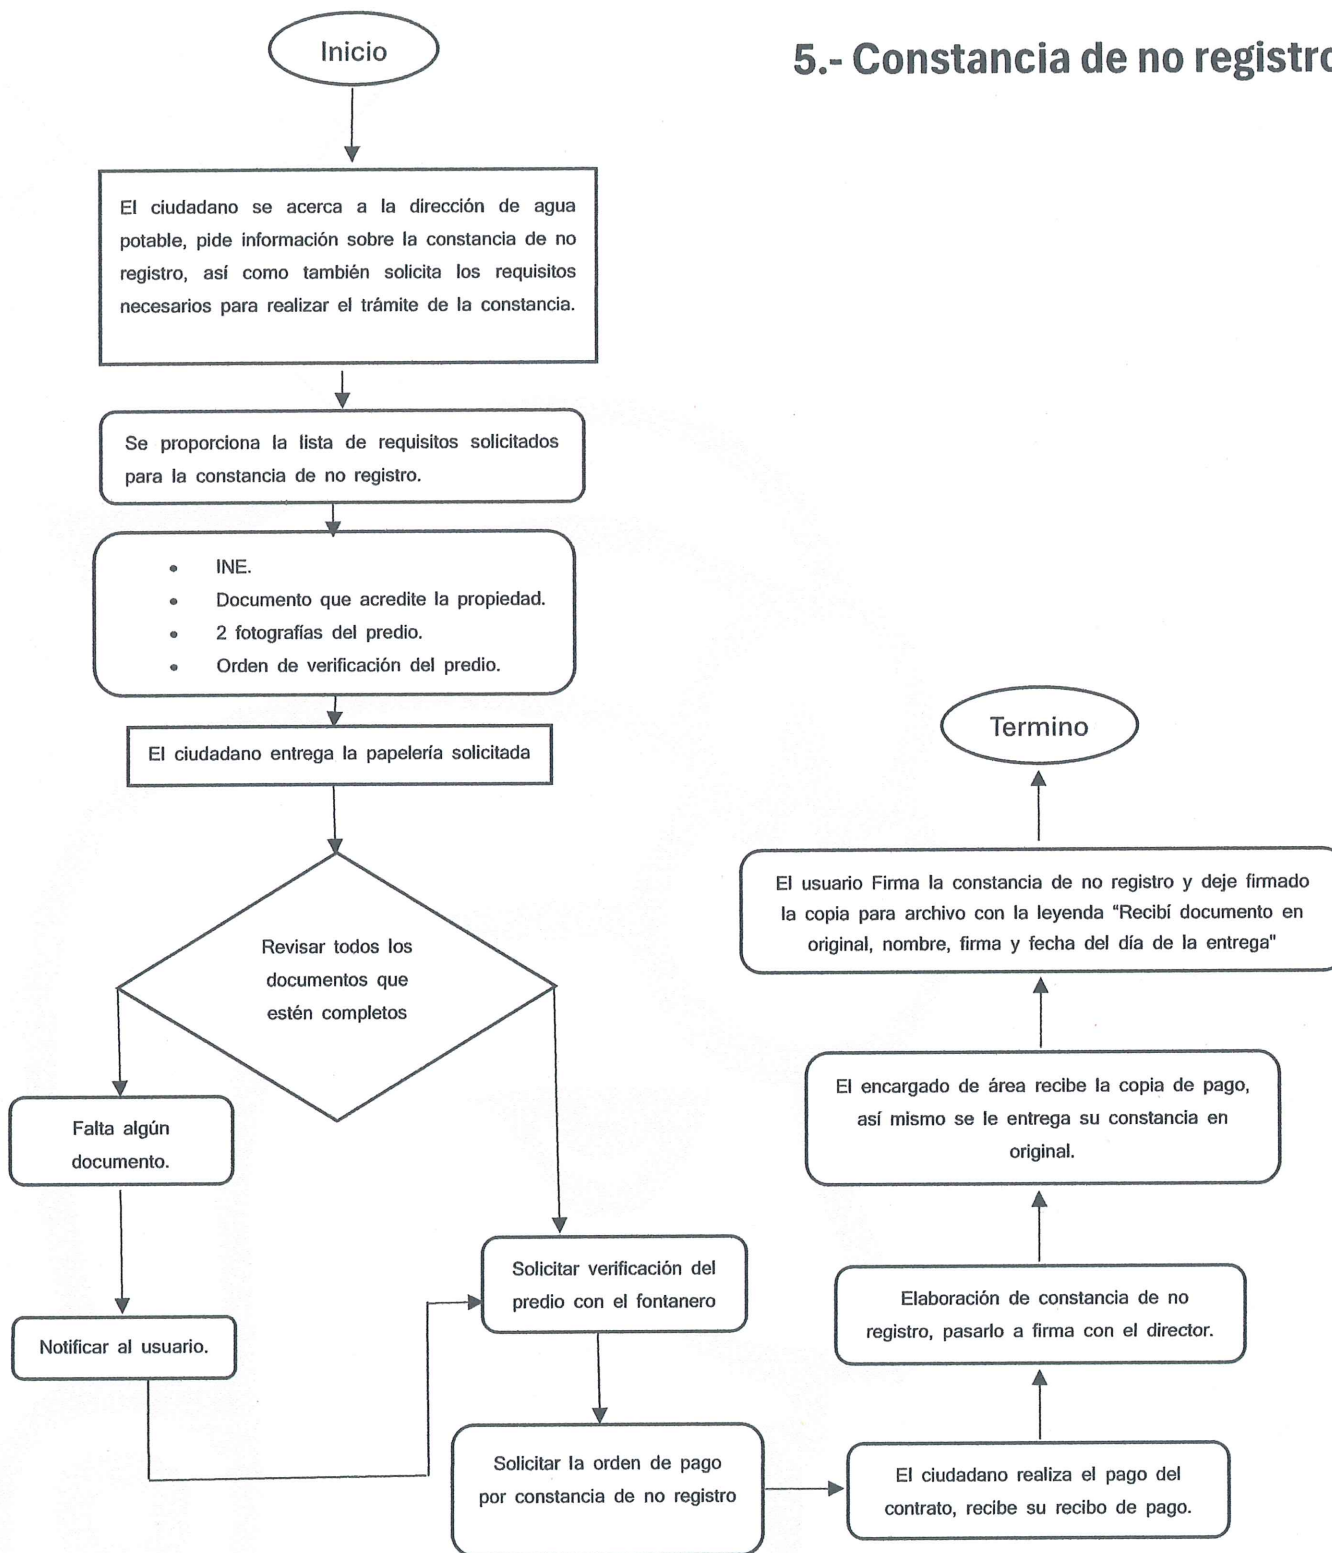 5.- Constancia de no registro
Inicio
El ciudadano se acerca a la dirección de agua
potable, pide información sobre la constancia de no
registro, así como también solicita los requisitos
necesarios para realizar el trámite de la constancia.
Se proporciona la lista de requisitos solicitados
para la constancia de no registro.
• INE.
• Documento que acredite la propiedad.
• 2 fotografías del predio.
• Orden de verificación del predio.
El ciudadano entrega la papelería solicitada
Revisar todos los
documentos que
estén completos
Falta algún
documento.
Notificar al usuario.
Solicitar verificación del
predio con el fontanero
Solicitar la orden de pago
por constancia de no registro
El ciudadano realiza el pago del
contrato, recibe su recibo de pago.
Elaboración de constancia de no
registro, pasarlo a firma con el director.
El encargado de área recibe la copia de pago,
así mismo se le entrega su constancia en
original.
El usuario Firma la constancia de no registro y deje firmado
la copia para archivo con la leyenda "Recibí documento en
original, nombre, firma y fecha del día de la entrega"
Termino